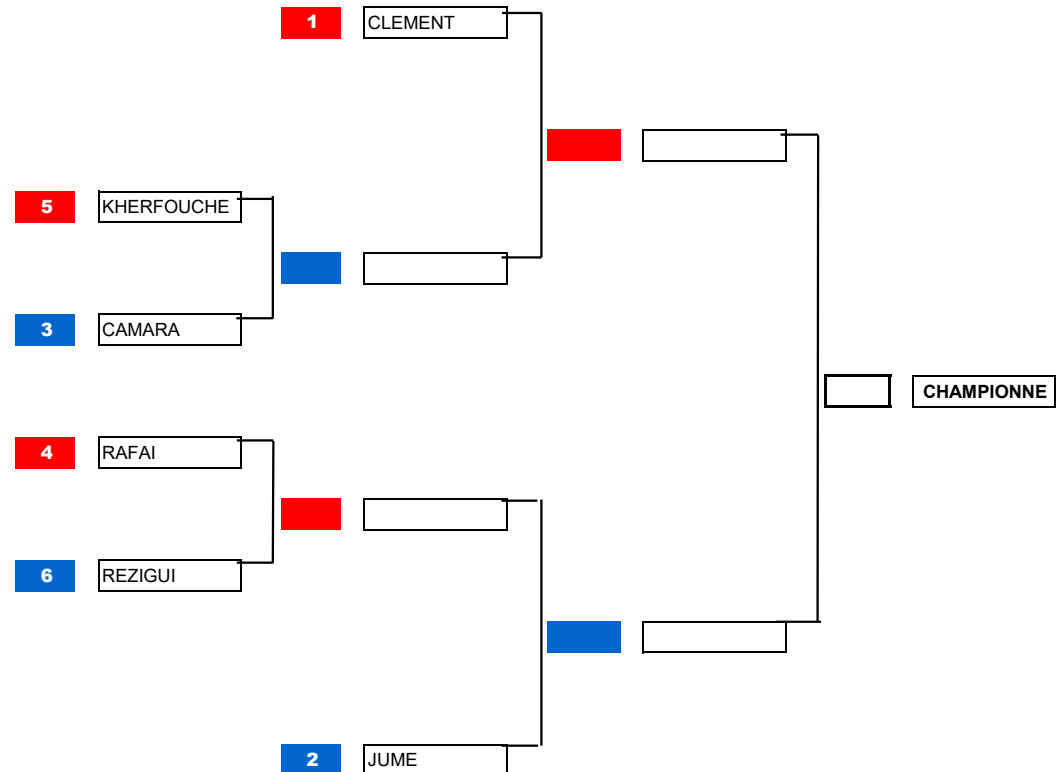 1 CLEMENT
5 KHERFOUCHE
3 CAMARA
CHAMPIONNE
4 RAFAI
6 REZIGUI
2 JUME